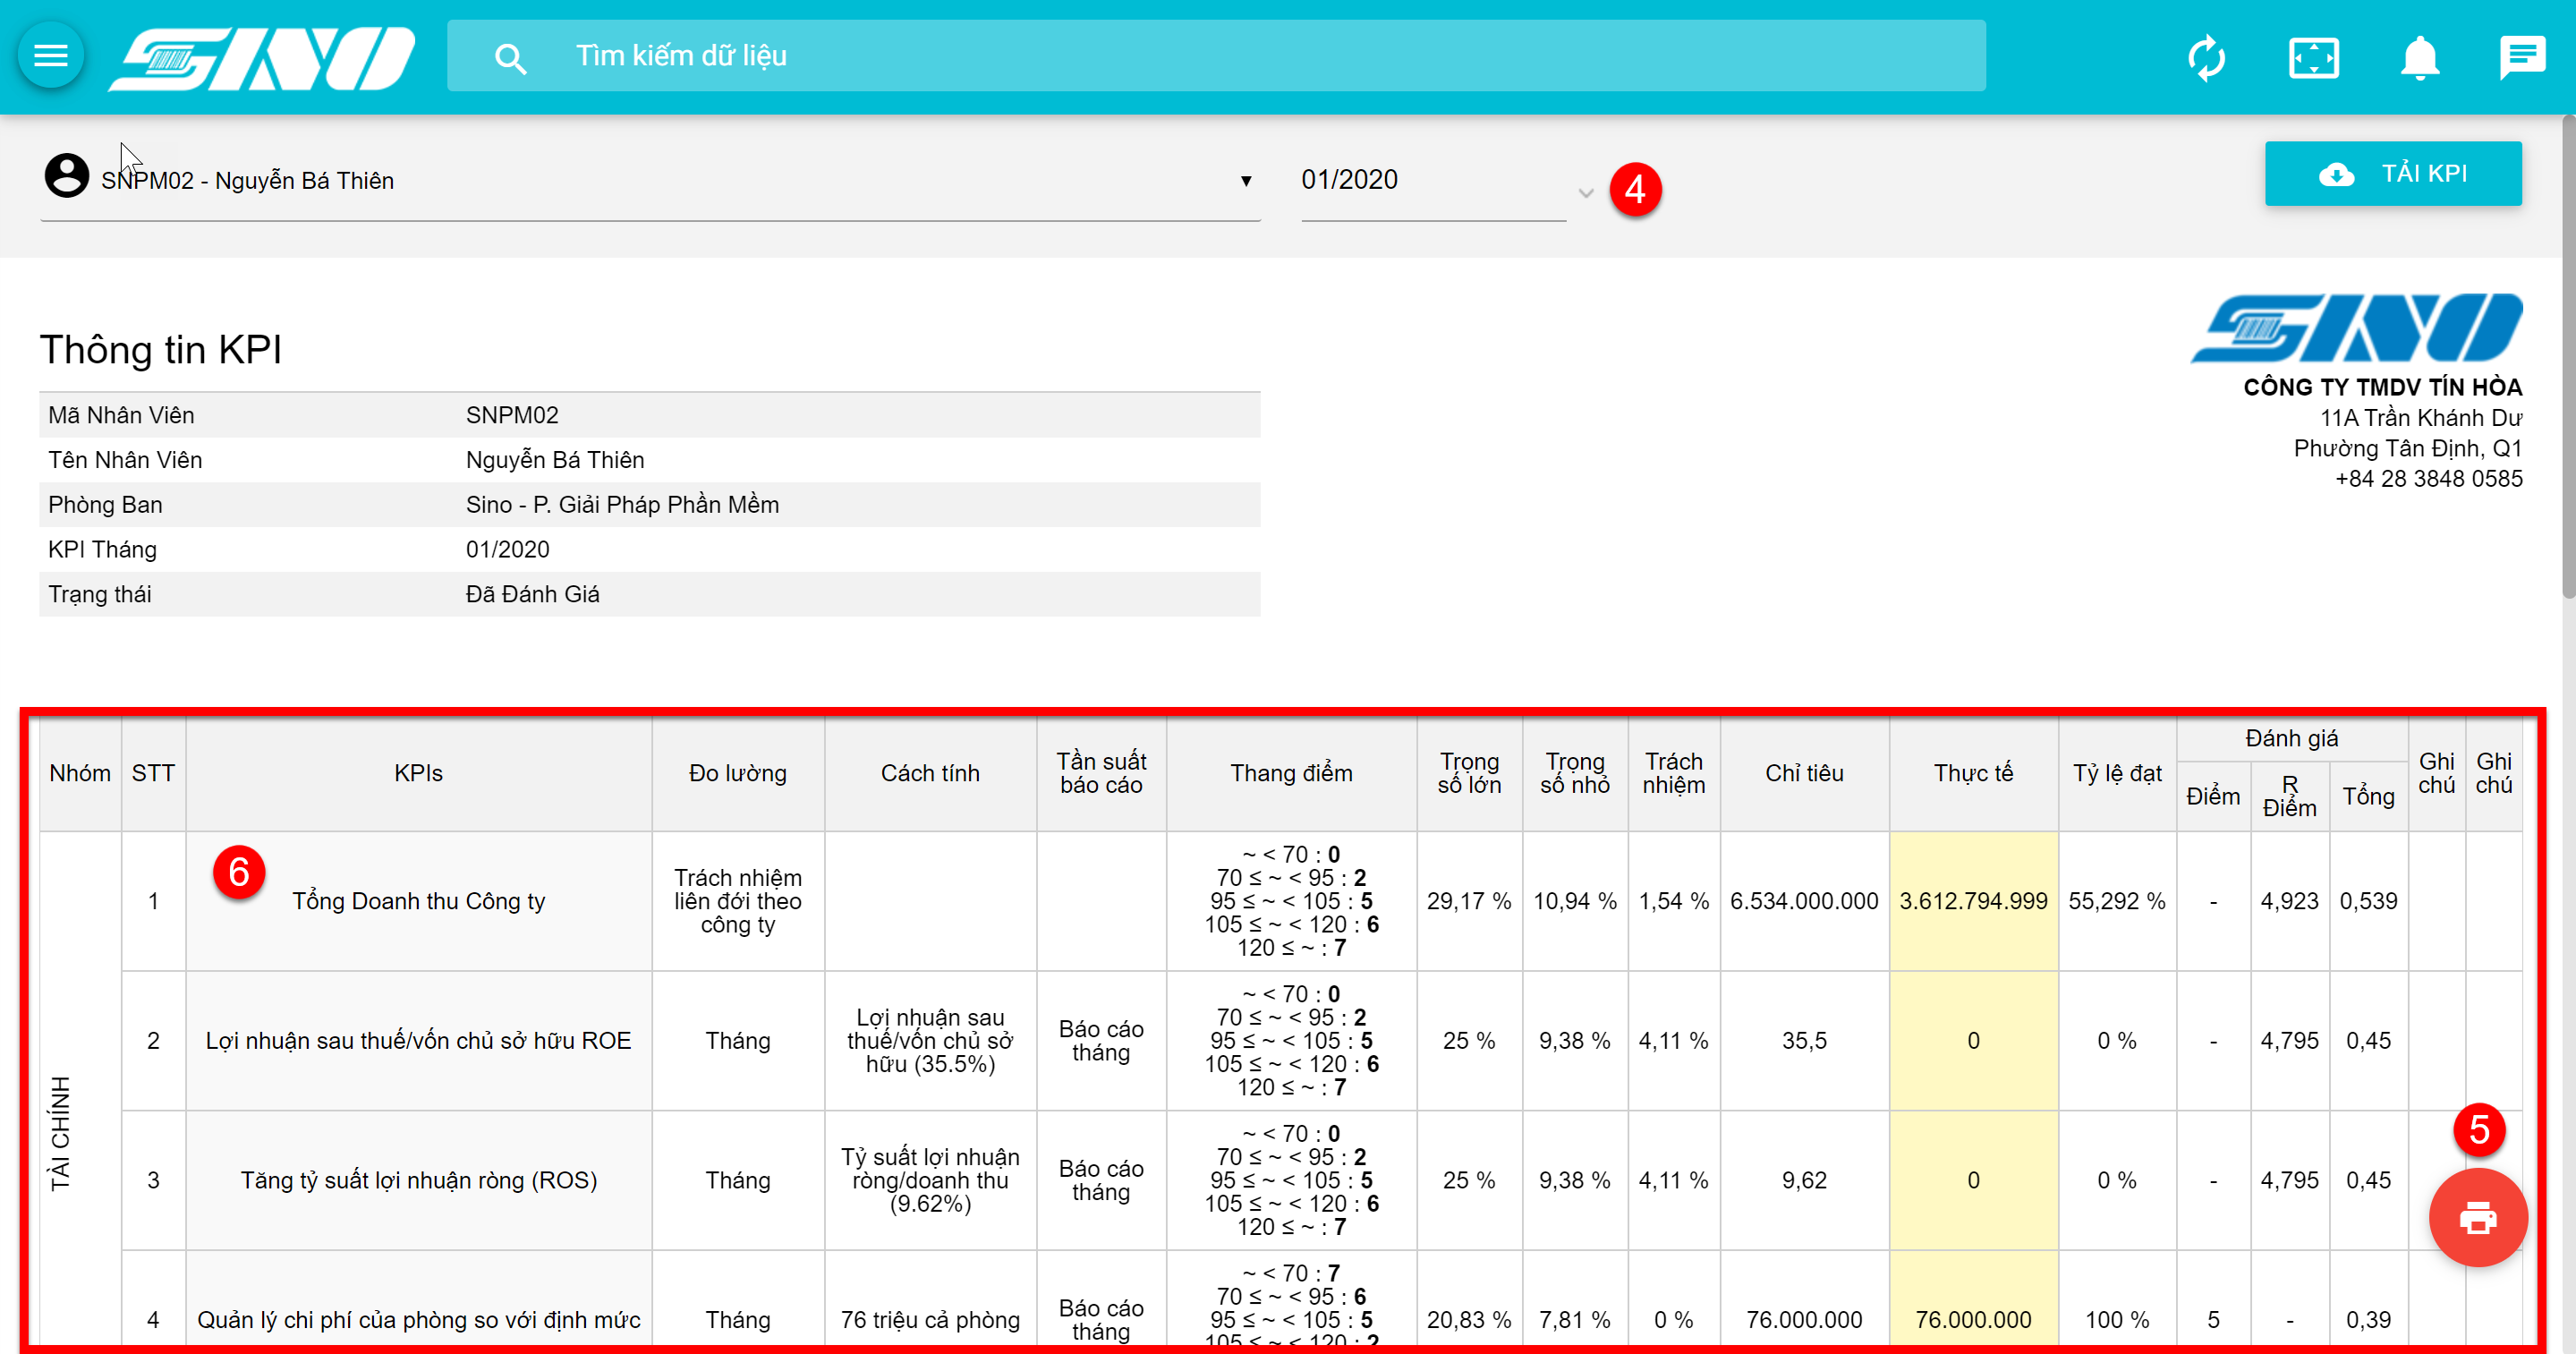 SINO
Tìm kiếm dữ liệu
SNPM02 - Nguyễn Bá Thiên
01/2020
4
TẢI KPI
SINO
CÔNG TY TMDV TÍN HÒA
11A Trần Khánh Dư
Phường Tân Định, Q1
+84 28 3848 0585
Thông tin KPI
Mã Nhân Viên SNPM02
Tên Nhân Viên Nguyễn Bá Thiên
Phòng Ban Sino - P. Giải Pháp Phần Mềm
KPI Tháng 01/2020
Trạng thái Đã Đánh Giá
Nhóm
STT
KPIs
Đo lường
Cách tính
Tần suất
báo cáo
Thang điểm
Trọng
số lớn
Trọng
số nhỏ
Trách
nhiệm
Chỉ tiêu
Thực tế
Tỷ lệ đạt
Đánh giá
Điểm
R
Điểm
Tổng
Ghi
chú
Ghi
chú
TÀI CHÍNH
1
6
Tổng Doanh thu Công ty
Trách nhiệm
liên đới theo
công ty
~ < 70 : 0
70 ≤ ~ < 95 : 2
95 ≤ ~ < 105 : 5
105 ≤ ~ < 120 : 6
120 ≤ ~ : 7
29,17 %
10,94 %
1,54 %
6.534.000.000
3.612.794.999
55,292 %
-
4,923
0,539
2
Lợi nhuận sau thuế/vốn chủ sở hữu ROE
Tháng
Lợi nhuận sau
thuế/vốn chủ sở
hữu (35.5%)
Báo cáo
tháng
~ < 70 : 0
70 ≤ ~ < 95 : 2
95 ≤ ~ < 105 : 5
105 ≤ ~ < 120 : 6
120 ≤ ~ : 7
25 %
9,38 %
4,11 %
35,5
0
0 %
-
4,795
0,45
3
Tăng tỷ suất lợi nhuận ròng (ROS)
Tháng
Tỷ suất lợi nhuận
ròng/doanh thu
(9.62%)
Báo cáo
tháng
~ < 70 : 0
70 ≤ ~ < 95 : 2
95 ≤ ~ < 105 : 5
105 ≤ ~ < 120 : 6
120 ≤ ~ : 7
25 %
9,38 %
4,11 %
9,62
0
0 %
-
4,795
0,45
5
4
Quản lý chi phí của phòng so với định mức
Tháng
76 triệu cả phòng
Báo cáo
tháng
~ < 70 : 7
70 ≤ ~ < 95 : 6
95 ≤ ~ < 105 : 5
105 ≤ ~ < 120 : 2
20,83 %
7,81 %
0 %
76.000.000
76.000.000
100 %
5
-
0,39